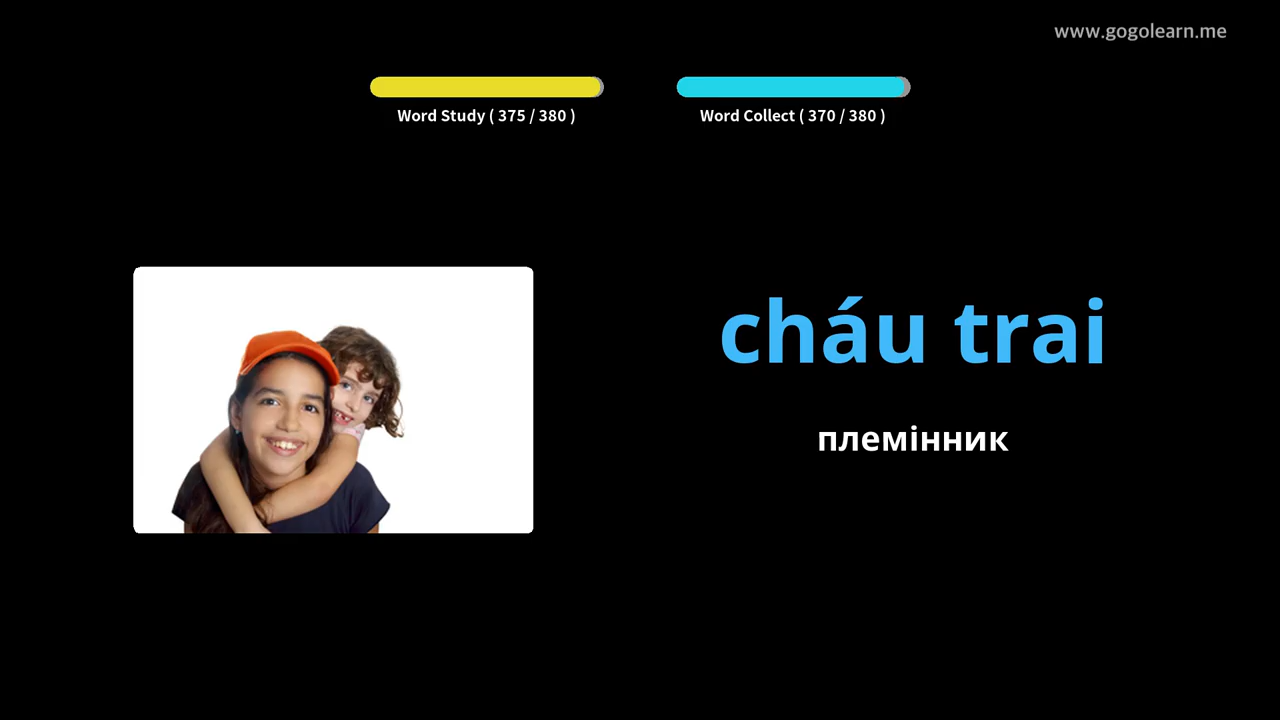 www.gogolearn.me
Word Study ( 375 / 380 )
Word Collect ( 370 / 380 )
cháu trai
племінник